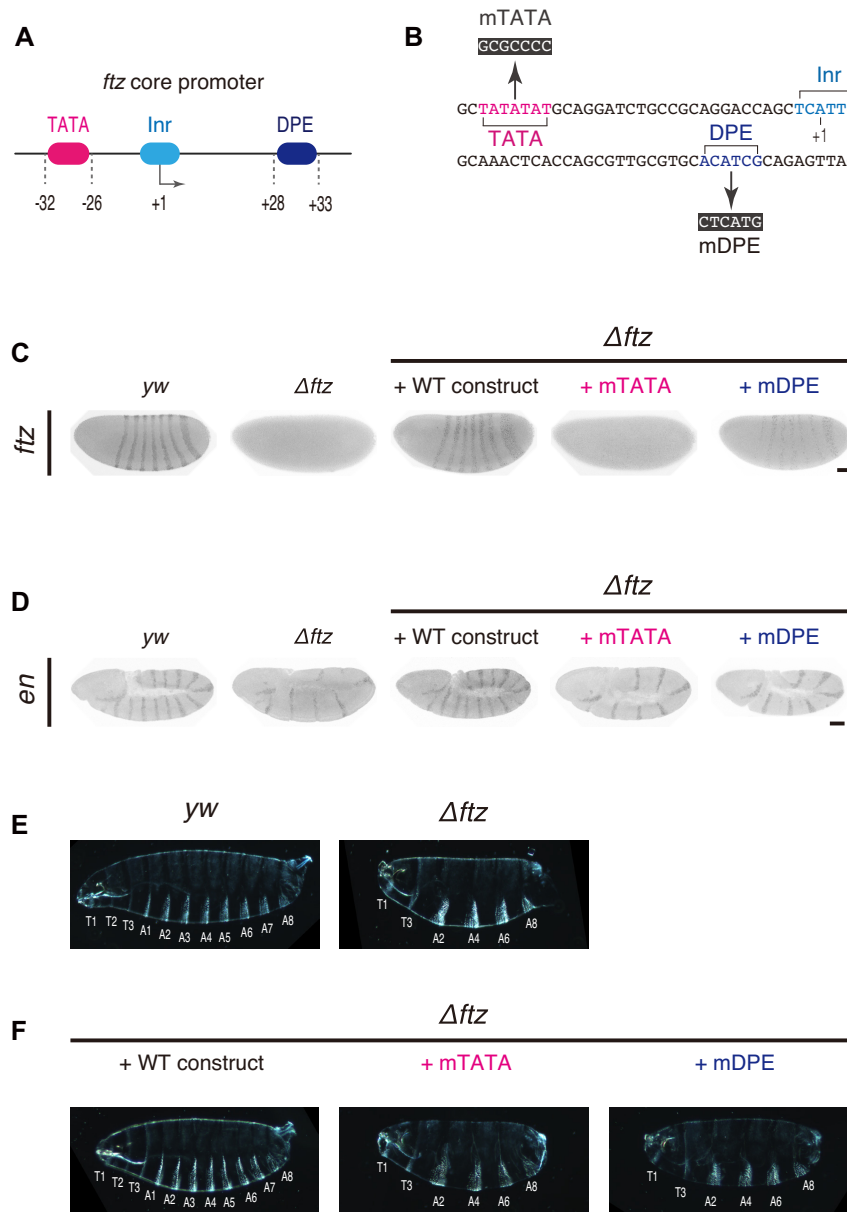 A
ftz core promoter
TATA Inr DPE
-32 -26 +1 +28 +33
B
mTATA
GCGCCCC
Inr
GCTATATATGCAGGATCTGCCGCAGGACCAGCTCATT
TATA DPE +1
GCAAACTCACCAGCGTTGCGTGCACATCGCAGAGTTA
CTCATG
mDPE
C
Δftz
yw Δftz + WT construct + mTATA + mDPE
ftz
D
Δftz
yw Δftz + WT construct + mTATA + mDPE
en
E
yw Δftz
T1 T2 T3 A1 A2 A3 A4 A5 A6 A7 A8
T1 T3 A2 A4 A6 A8
F
Δftz
+ WT construct + mTATA + mDPE
T1 T2 T3 A1 A2 A3 A4 A5 A6 A7 A8
T1 T3 A2 A4 A6 A8
T1 T3 A2 A4 A6 A8